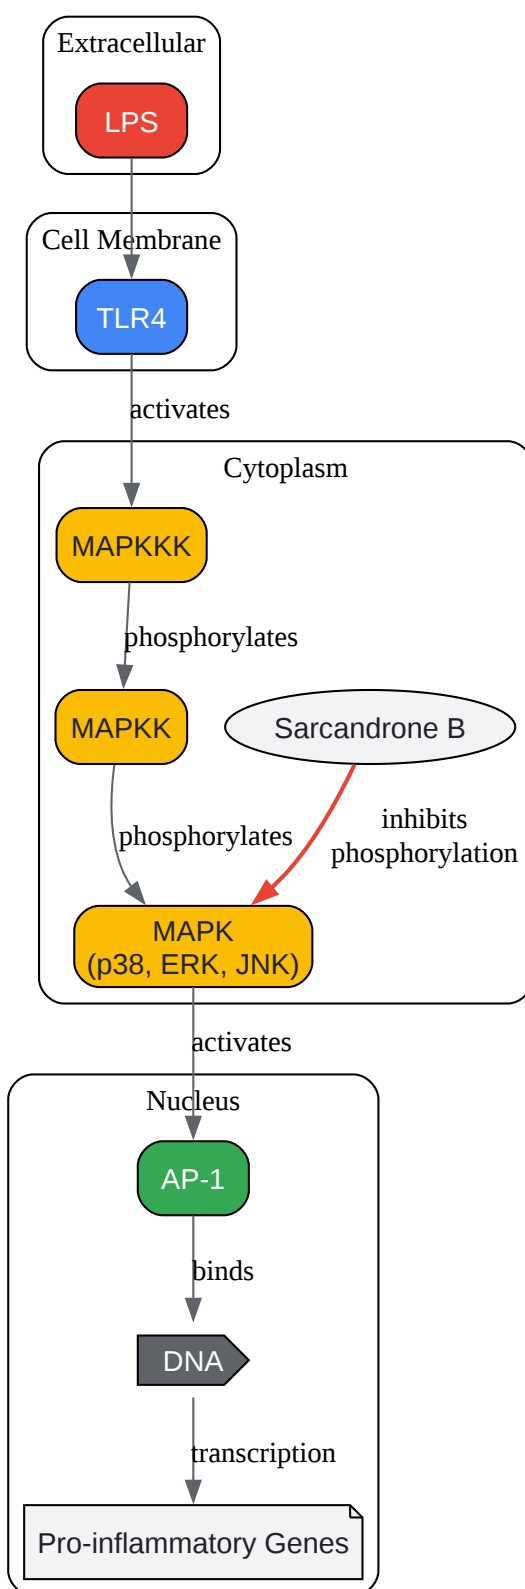 Extracellular
LPS
Cell Membrane
TLR4
activates
Cytoplasm
MAPKKK
phosphorylates
MAPKK
Sarcandrone B
phosphorylates
inhibits
phosphorylation
MAPK
(p38, ERK, JNK)
activates
Nucleus
AP-1
binds
DNA
transcription
Pro-inflammatory Genes